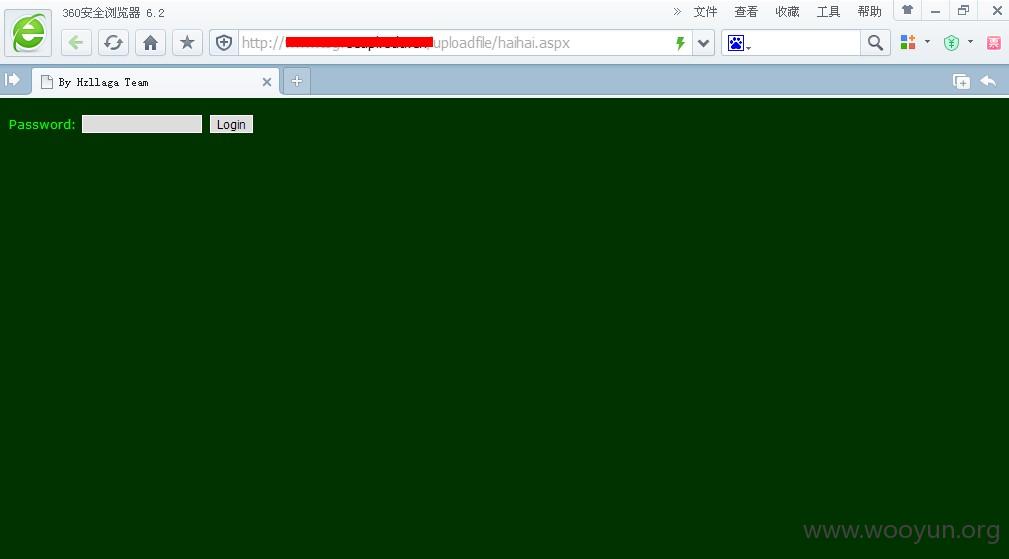 360安全浏览器 6.2
» 文件 查看 收藏 工具 帮助
http:// uploadfile/haihai.aspx
By Hzllaga Team
Password: Login
www.wooyun.org